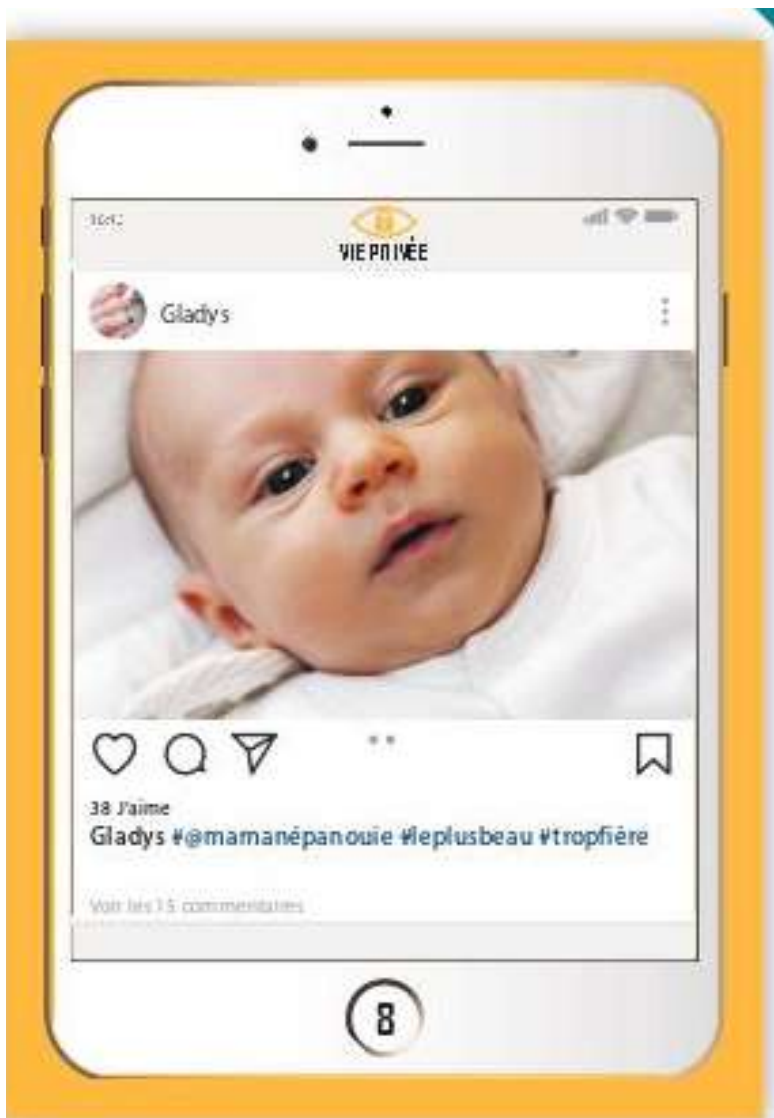 VIE PRIVÉE
Gladys
38 J'aime
Gladys #@mamanépanouie #leplusbeau #tropfière
Voir les 15 commentaires
8